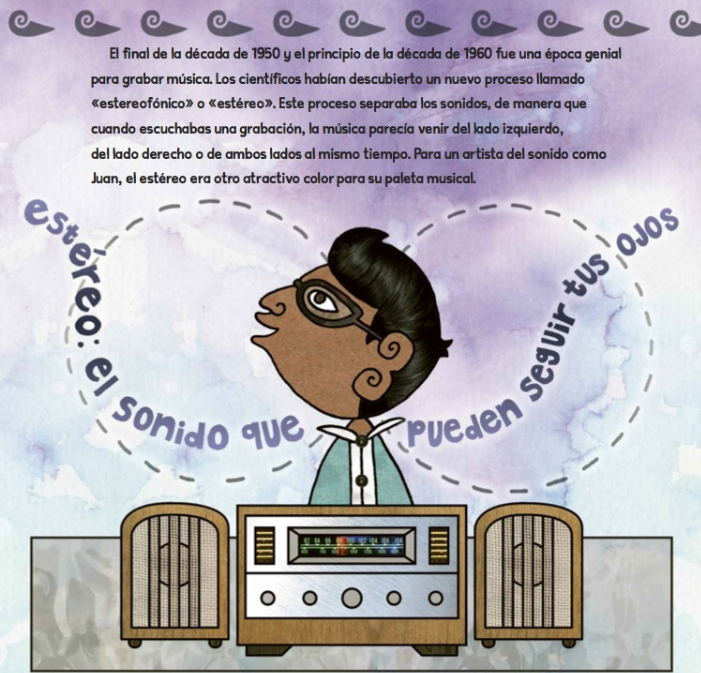 El final de la década de 1950 y el principio de la década de 1960 fue una época genial
para grabar música. Los científicos habían descubierto un nuevo proceso llamado
«estereofónico» o «estéreo». Este proceso separaba los sonidos, de manera que
cuando escuchabas una grabación, la música parecía venir del lado izquierdo,
del lado derecho o de ambos lados al mismo tiempo. Para un artista del sonido como
Juan, el estéreo era otro atractivo color para su paleta musical.
estéreo: el sonido que pueden seguir tus ojos